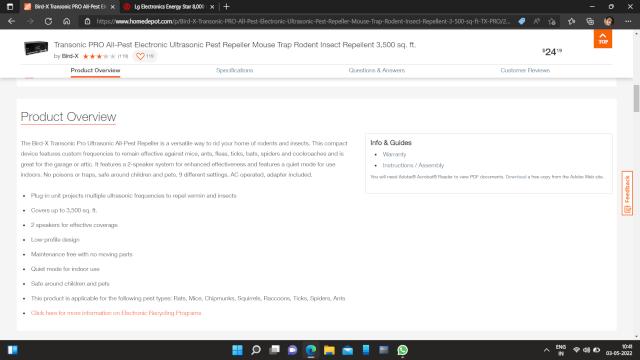 Bird-X Transonic PRO All-Pest El
Lg Electronics Energy Star 8,000
https://www.homedepot.com/p/Bird-X-Transonic-PRO-All-Pest-Electronic-Ultrasonic-Pest-Repeller-Mouse-Trap-Rodent-Insect-Repellent-3-500-sq-ft-TX-PRO/2...
Transonic PRO All-Pest Electronic Ultrasonic Pest Repeller Mouse Trap Rodent Insect Repellent 3,500 sq. ft.
by Bird-X (119) 119
$24.19
TOP
Product Overview
Specifications
Questions & Answers
Customer Reviews
Product Overview
The Bird-X Transonic Pro Ultrasonic All-Pest Repeller is a versatile way to rid your home of rodents and insects. This compact
device features custom frequencies to remain effective against mice, ants, fleas, ticks, bats, spiders and cockroaches and is
great for the garage or attic. It features a 2-speaker system for enhanced effectiveness and features a quiet mode for use
indoors. No poisons or traps, safe around children and pets, 9 different settings. AC operated, adapter included.
Plug-in unit projects multiple ultrasonic frequencies to repel vermin and insects
Covers up to 3,500 sq. ft.
2 speakers for effective coverage
Low-profile design
Maintenance free with no moving parts
Quiet mode for indoor use
Safe around children and pets
This product is applicable for the following pest types: Rats, Mice, Chipmunks, Squirrels, Raccoons, Ticks, Spiders, Ants
Click here for more information on Electronic Recycling Programs
Info & Guides
Warranty
Instructions / Assembly
You will need Adobe® Acrobat® Reader to view PDF documents. Download a free copy from the Adobe Web site.
Feedback
ENG
IN
10:41
03-05-2022